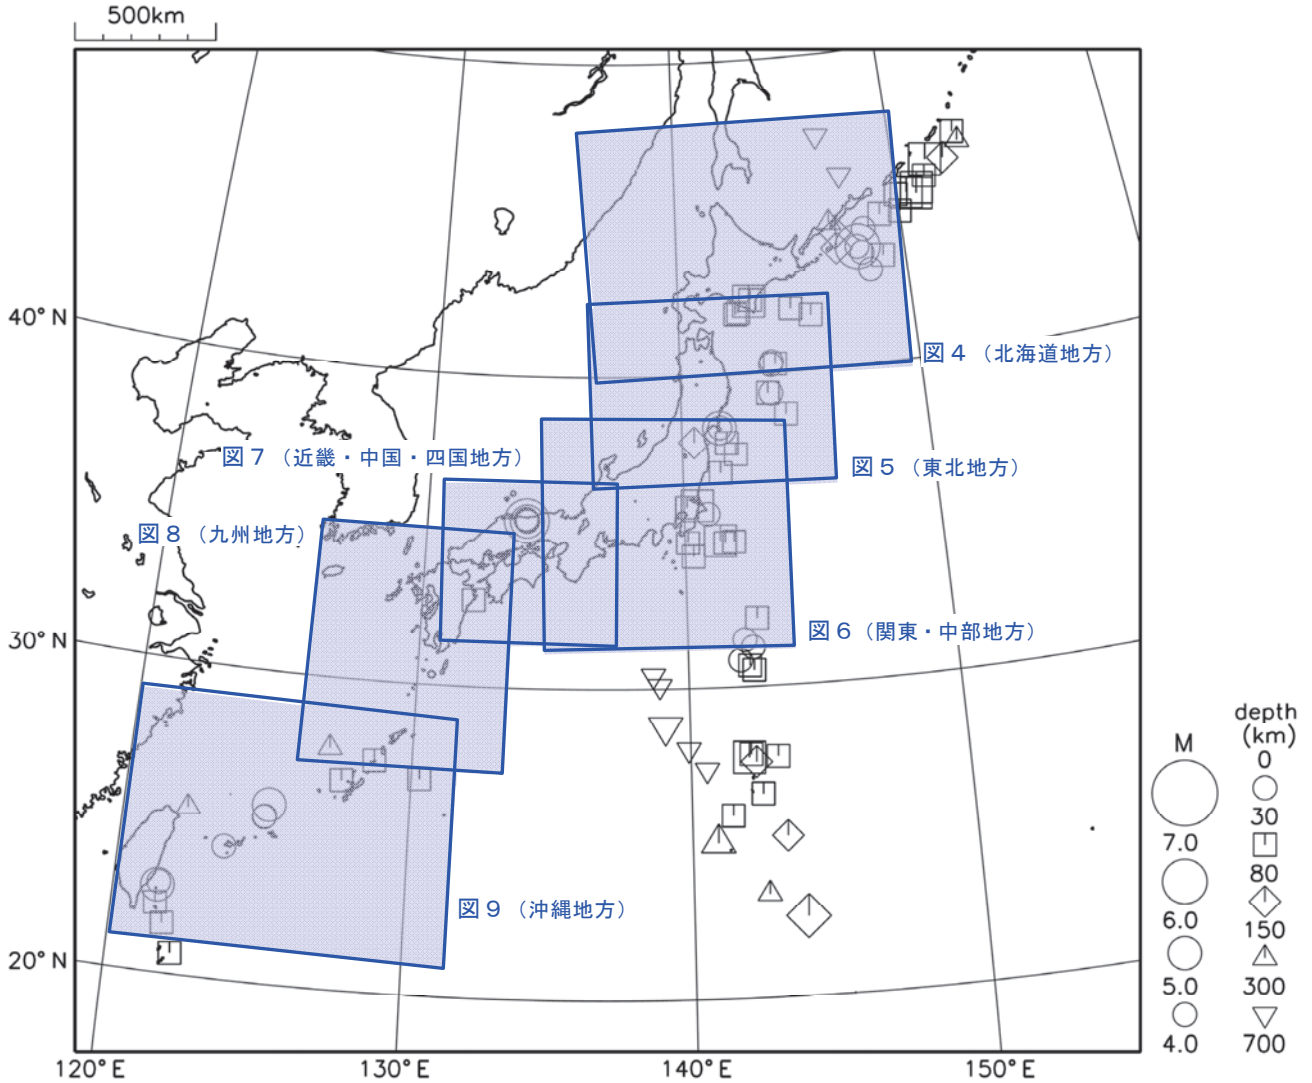 500km
40° N
図４（北海道地方）
図７（近畿・中国・四国地方）
図５（東北地方）
図８（九州地方）
30° N
図６（関東・中部地方）
図９（沖縄地方）
20° N
120° E
130° E
140° E
150° E
M
7.0
6.0
5.0
4.0
depth
(km)
0
30
80
150
300
700